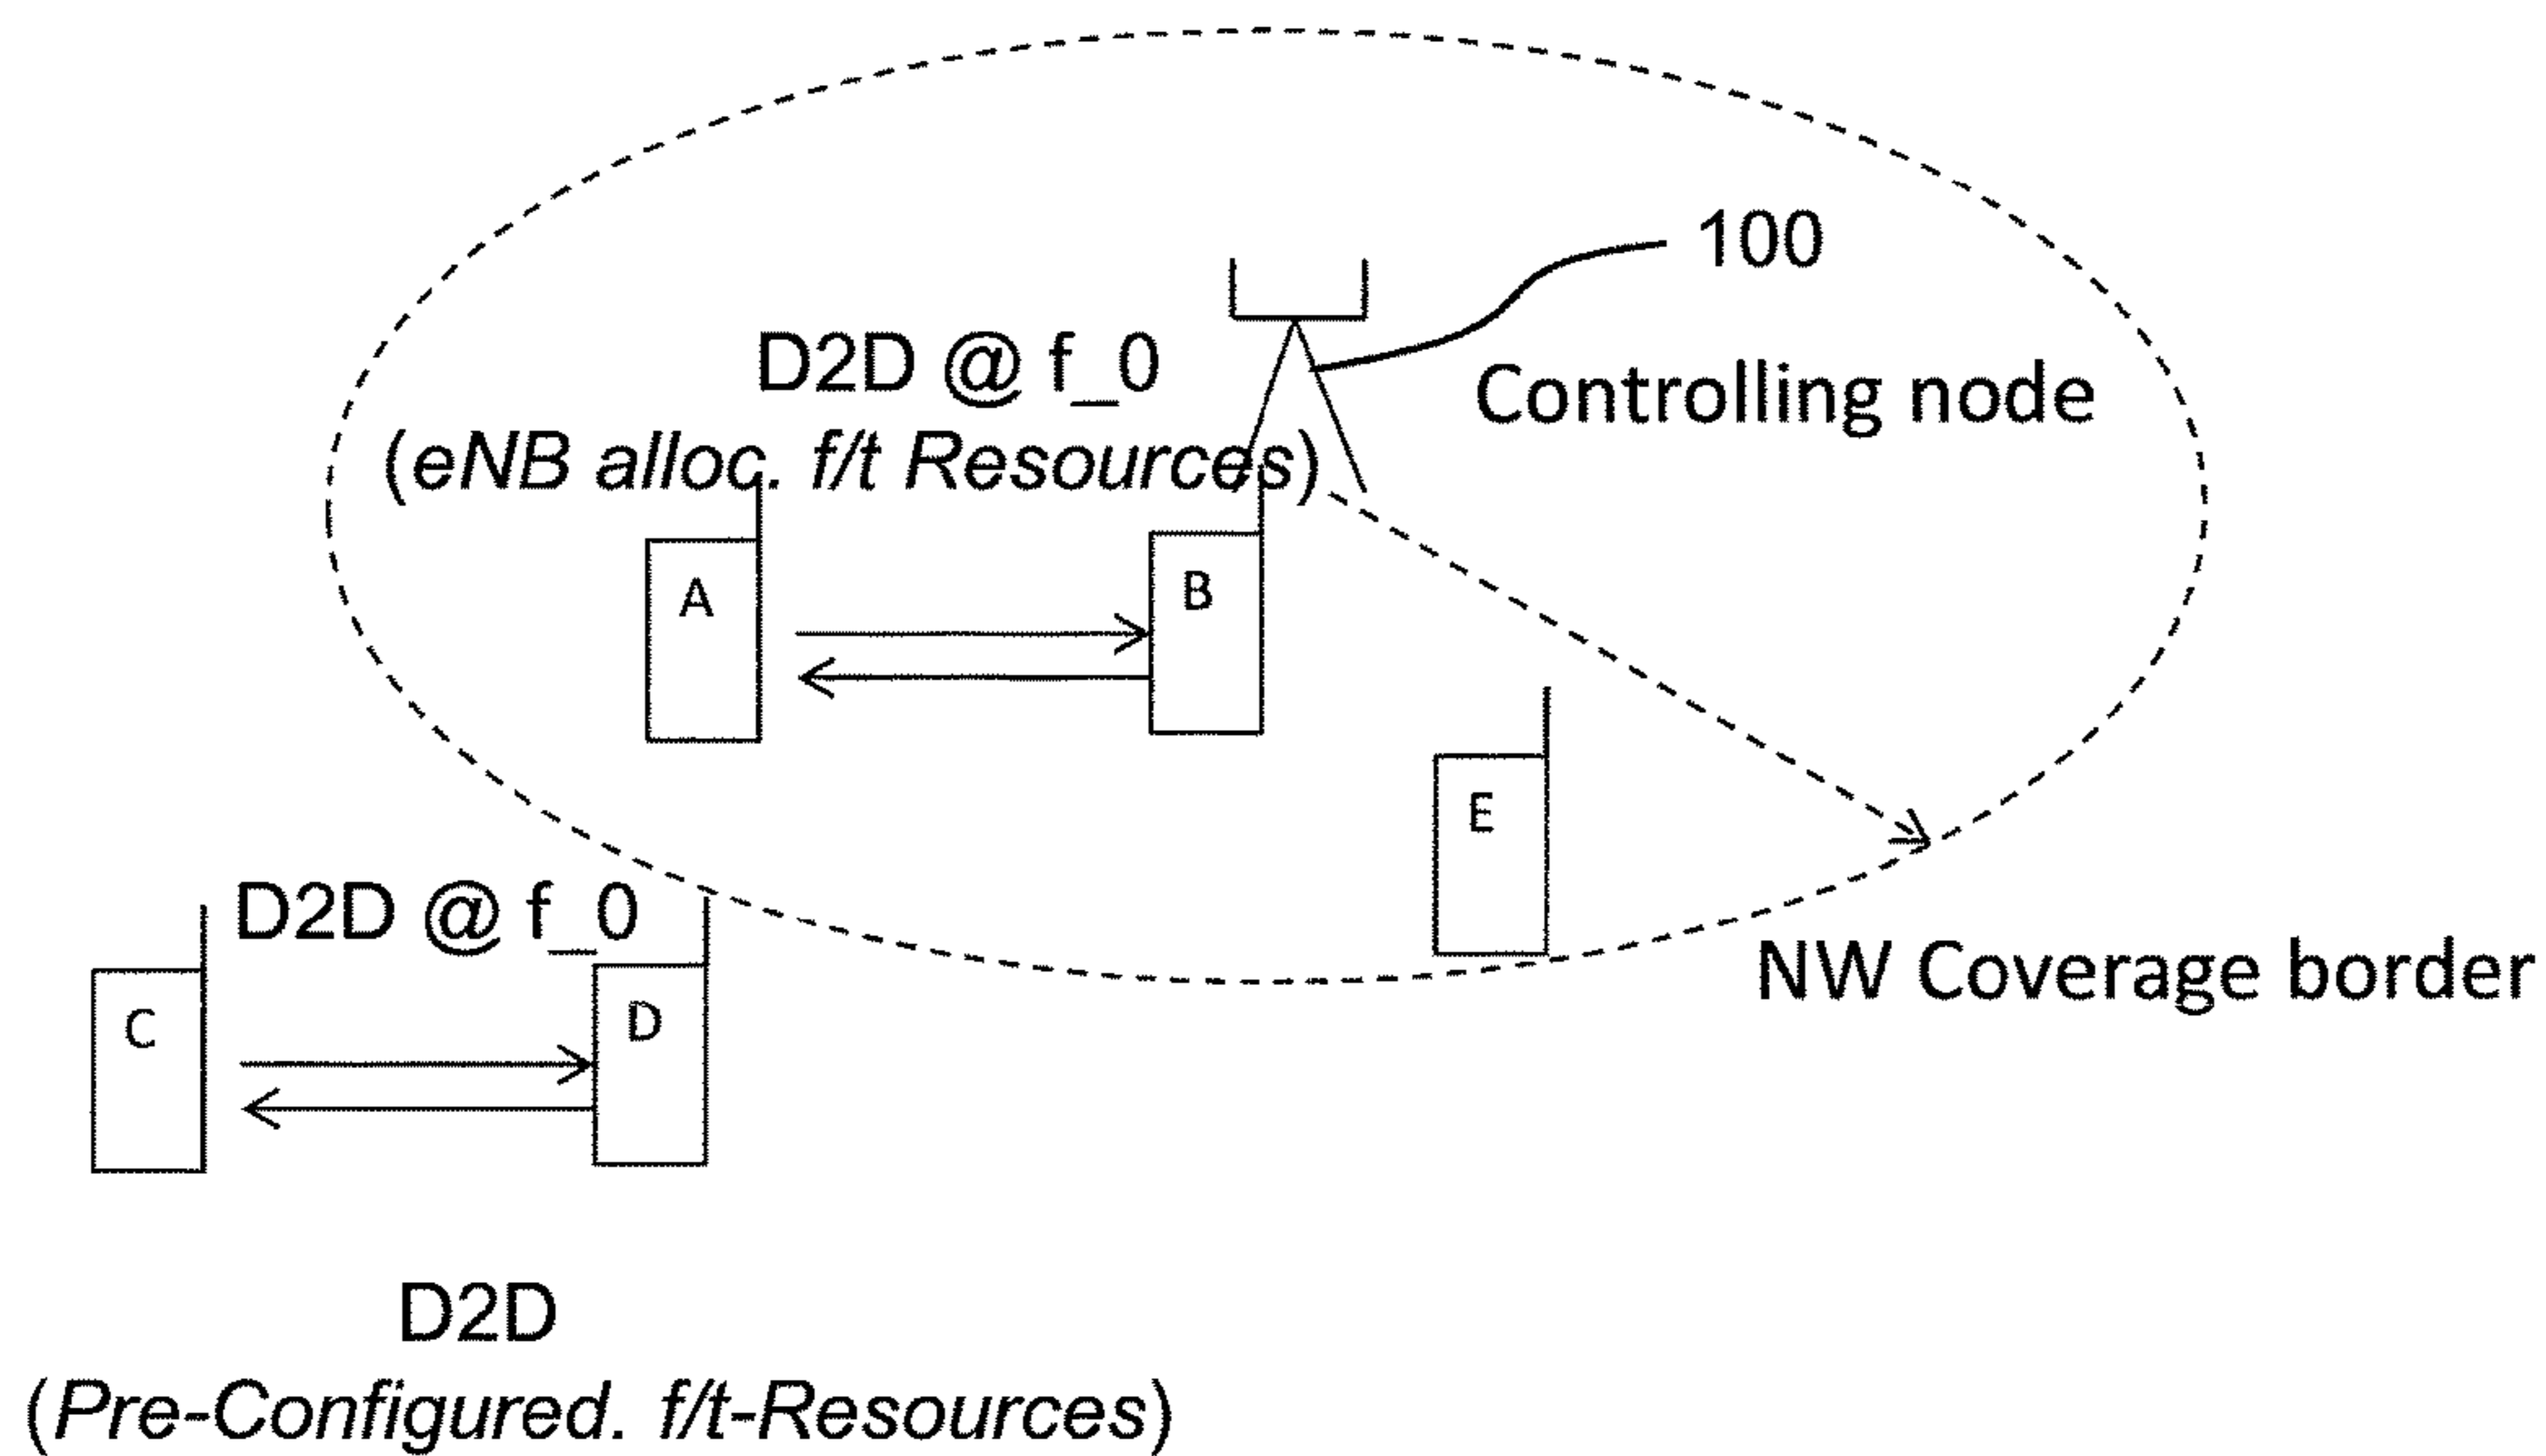 100
D2D @ f_0
Controlling node
(eNB alloc. f/t Resources)
A
B
E
D2D @ f_0
NW Coverage border
C
D
D2D
(Pre-Configured. f/t-Resources)